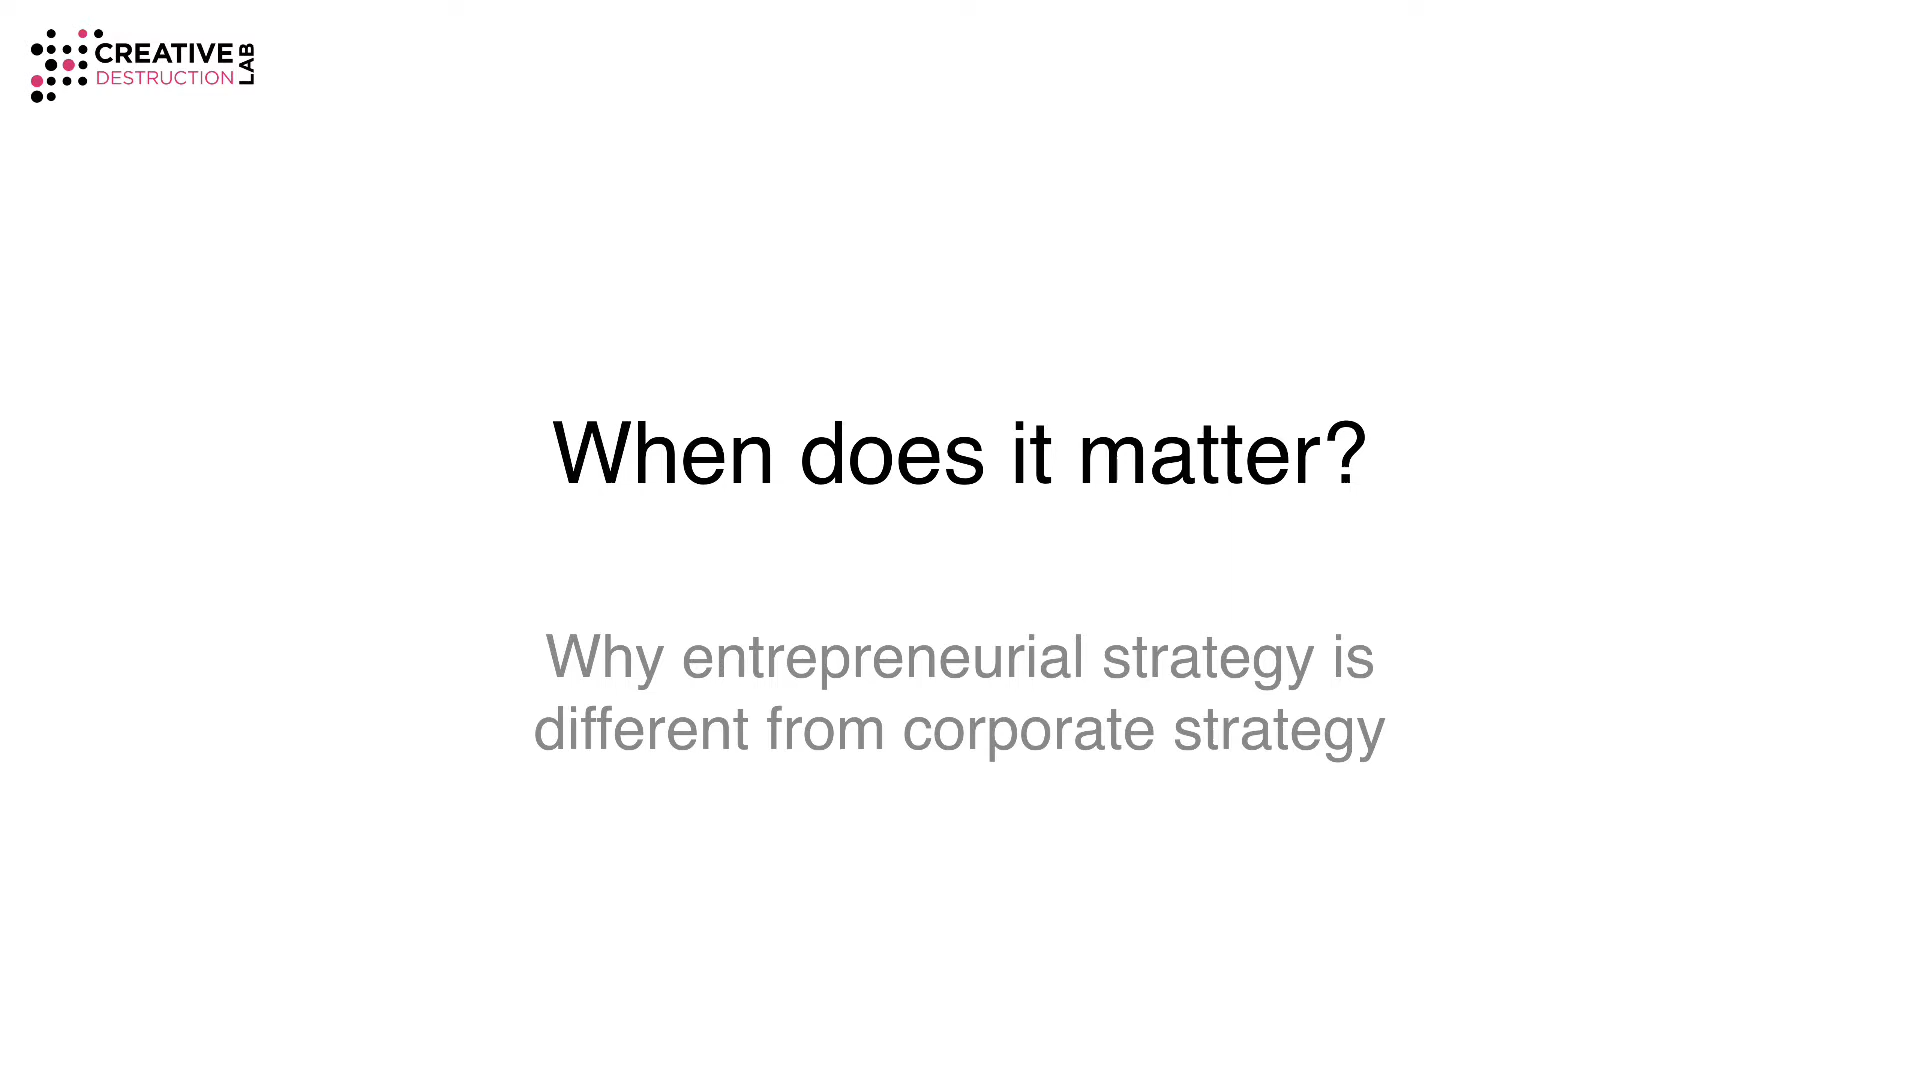 CREATIVE
DESTRUCTION
LAB
When does it matter?
Why entrepreneurial strategy is
different from corporate strategy